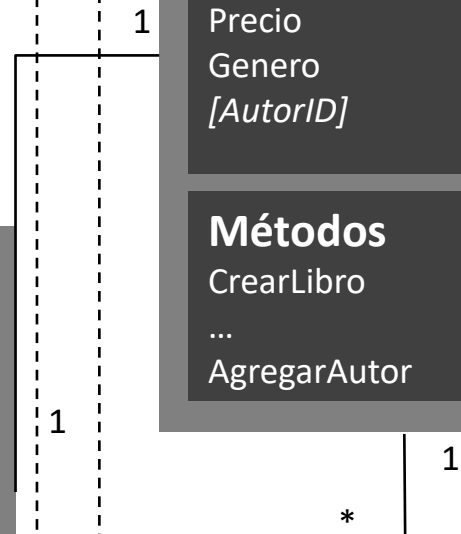 1
Precio
Genero
[AutorID]
Métodos
CrearLibro
...
AgregarAutor
1
1
*